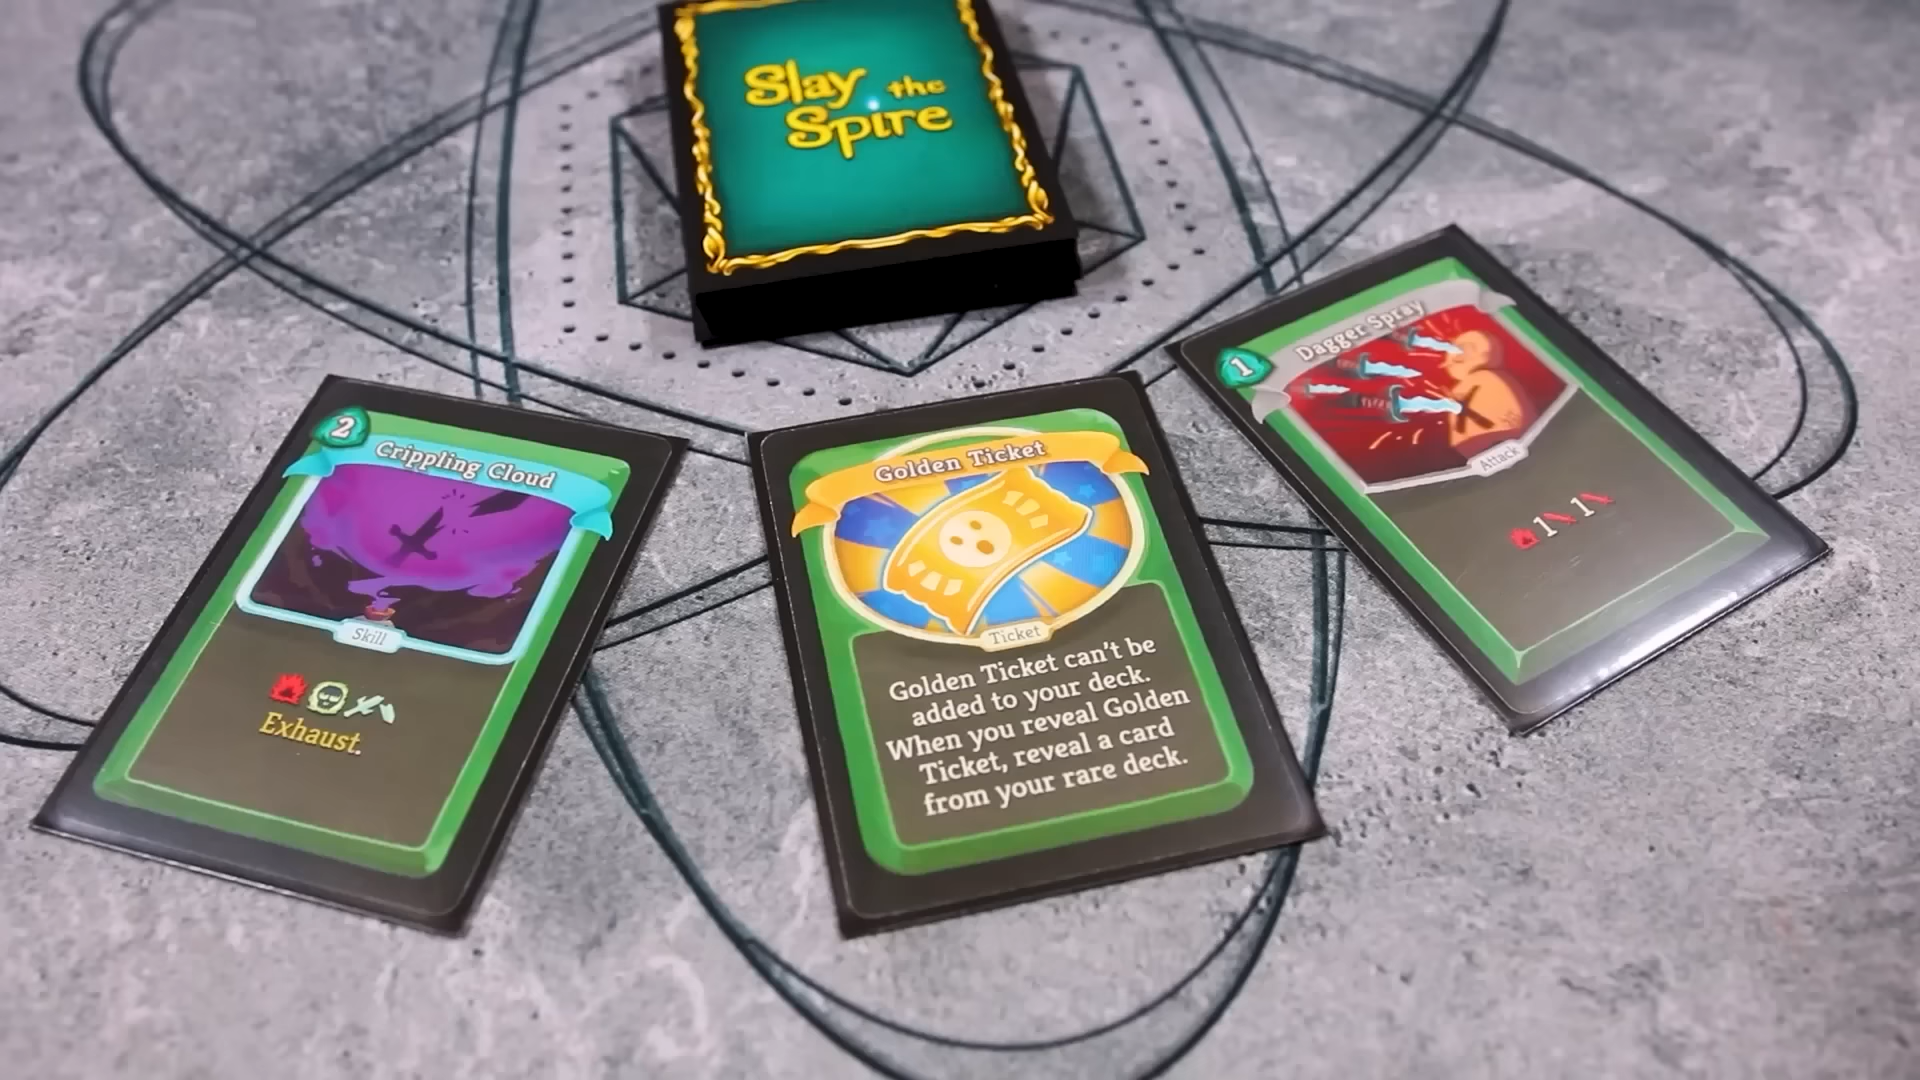 Slay the
Spire
2
Crippling Cloud
Skill
Exhaust.
Golden Ticket
Ticket
Golden Ticket can't be
added to your deck.
When you reveal Golden
Ticket, reveal a card
from your rare deck.
1
Dagger Spray
Attack
1 1